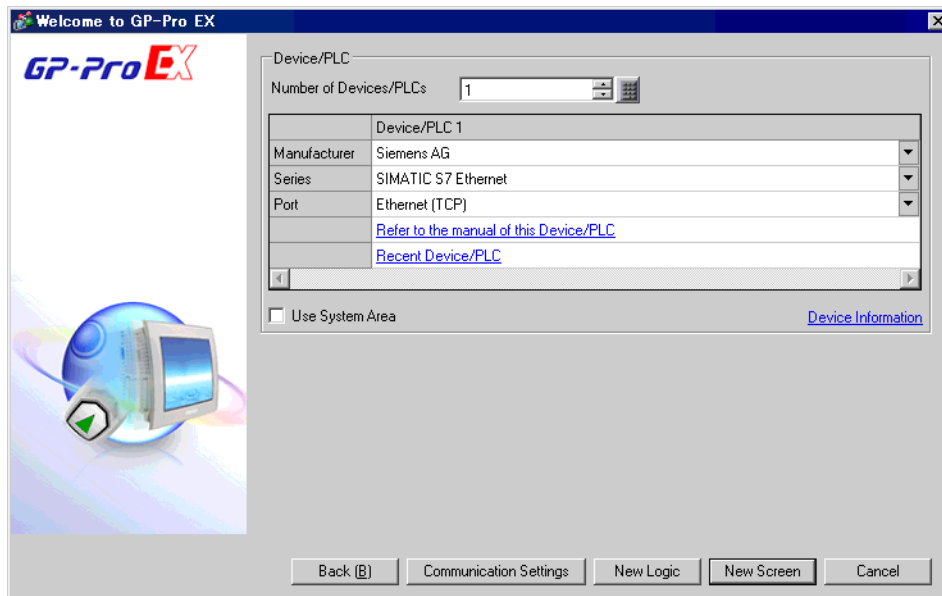 Welcome to GP-Pro EX
GP-Pro EX
Device/PLC
Number of Devices/PLCs 1
Device/PLC 1
Manufacturer Siemens AG
Series SIMATIC S7 Ethernet
Port Ethernet (TCP)
Refer to the manual of this Device/PLC
Recent Device/PLC
Use System Area Device Information
Back (B) Communication Settings New Logic New Screen Cancel